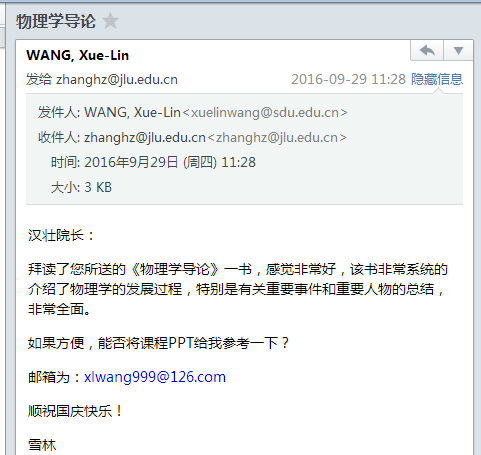 物理学导论
WANG, Xue-Lin
发给 zhanghz@jlu.edu.cn 2016-09-29 11:28 隐藏信息
发件人: WANG, Xue-Lin<xuelinwang@sdu.edu.cn>
收件人: zhanghz@jlu.edu.cn<zhanghz@jlu.edu.cn>
时间: 2016年9月29日 (周四) 11:28
大小: 3 KB
汉壮院长：
拜读了您所送的《物理学导论》一书，感觉非常好，该书非常系统的
介绍了物理学的发展过程，特别是有关重要事件和重要人物的总结，
非常全面。
如果方便，能否将课程PPT给我参考一下？
邮箱为：xlwang999@126.com
顺祝国庆快乐！
雪林